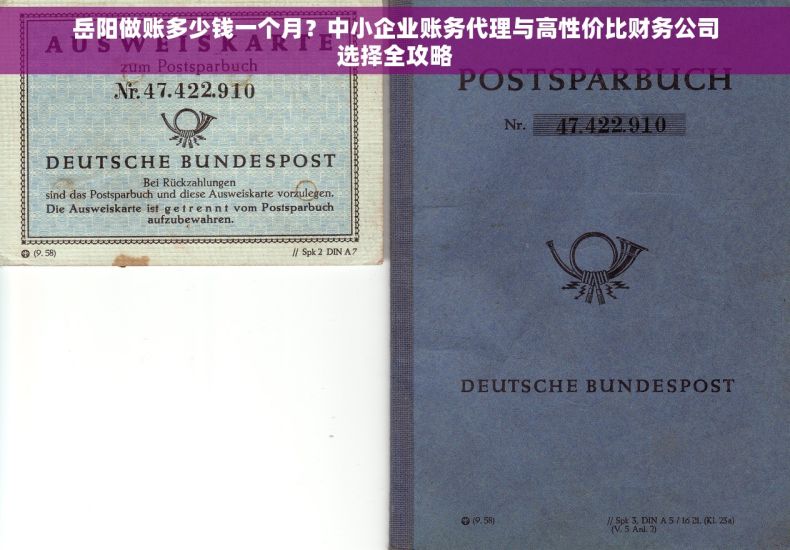 岳阳做账多少钱一个月？中小企业账务代理与高性价比财务公司
选择全攻略
AUSWEISKARTE
zum Postsparbuch
Nr. 47.422.910
DEUTSCHE BUNDESPOST
Bei Rückzahlungen
sind das Postsparbuch und diese Ausweiskarte vorzulegen.
Die Ausweiskarte ist getrennt vom Postsparbuch
aufzubewahren.
(9. 58)
// Spk 2 DIN A 7
POSTSPARBUCH
Nr. 47.422.910
DEUTSCHE BUNDESPOST
(9. 58)
// Spk 3, DIN A 5 / 16 Bl. (Kl. 23a)
(V. 5 Anl. 2)